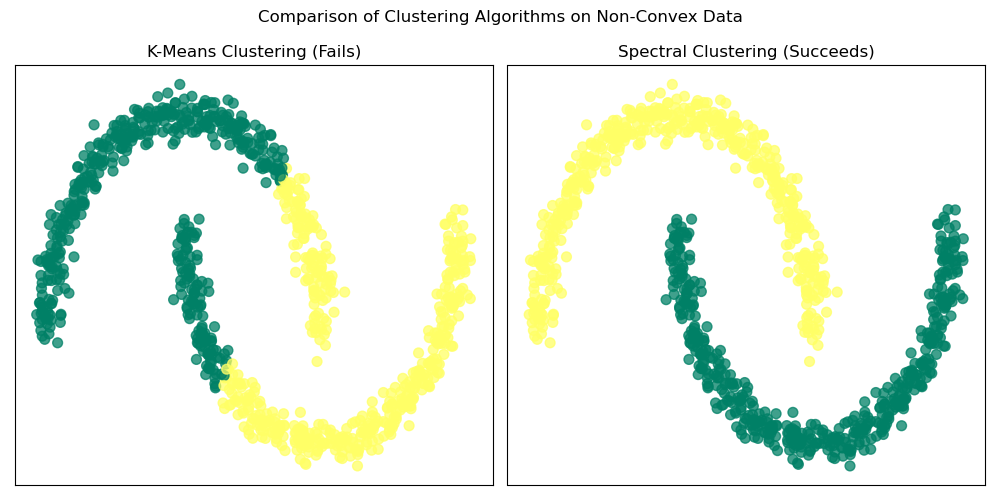 Comparison of Clustering Algorithms on Non-Convex Data
K-Means Clustering (Fails)
Spectral Clustering (Succeeds)